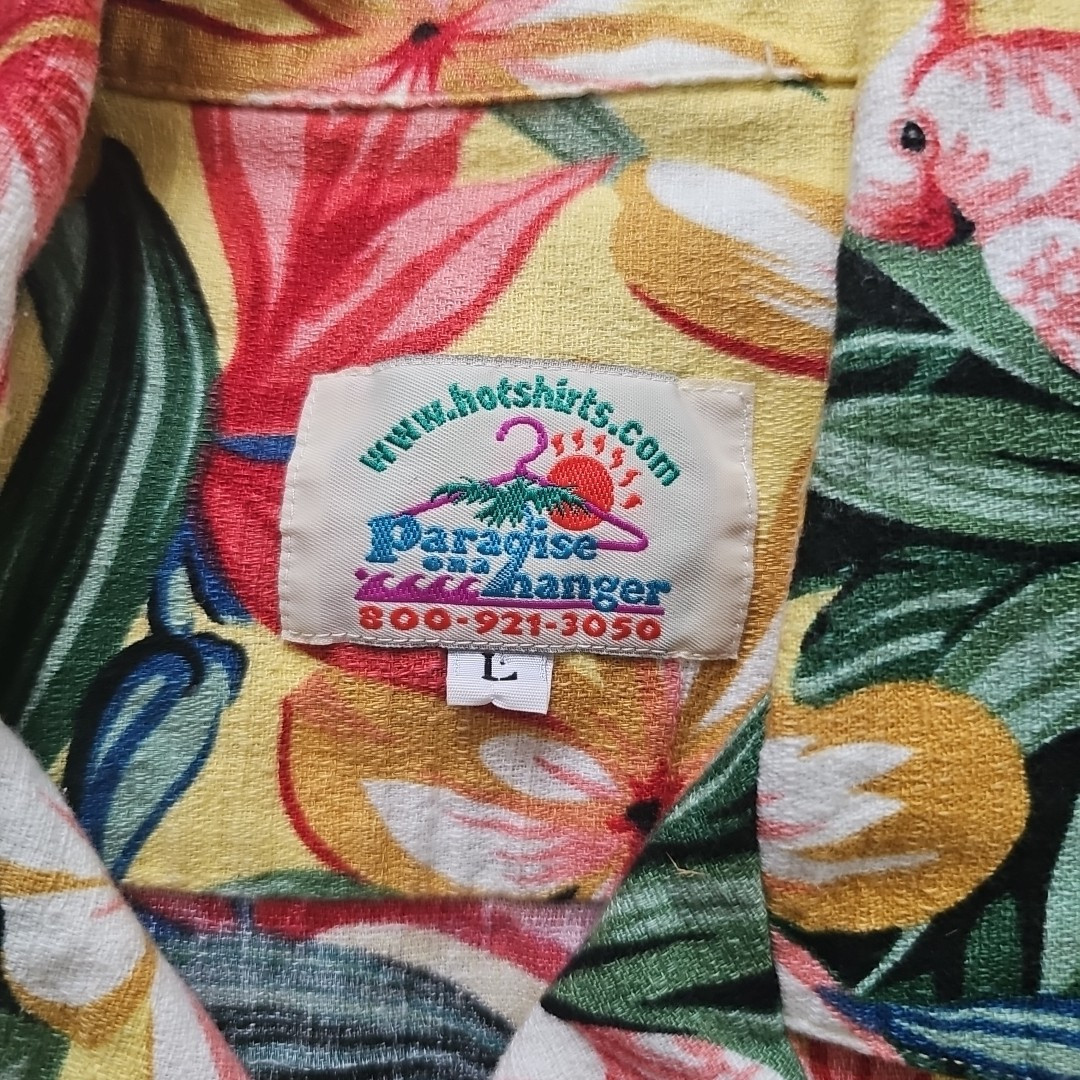 www.hotshirts.com
Paradise
on a
hanger
800-921-3050
L